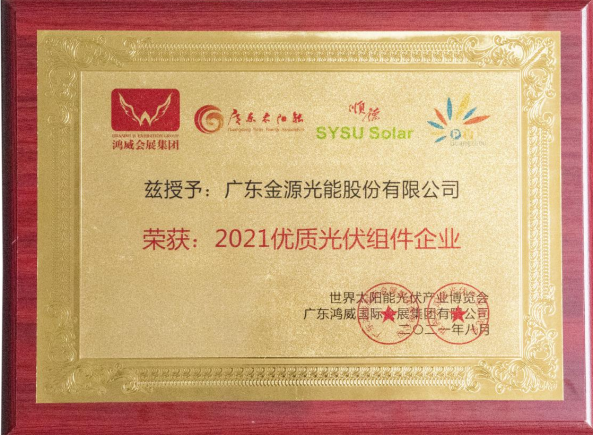 鸿威会展集团
广东太阳能
順德
SYSU Solar
兹授予：广东金源光能股份有限公司
荣获：2021优质光伏组件企业
世界太阳能光伏产业博览会
广东鸿威国际会展集团有限公司
二〇二一年八月